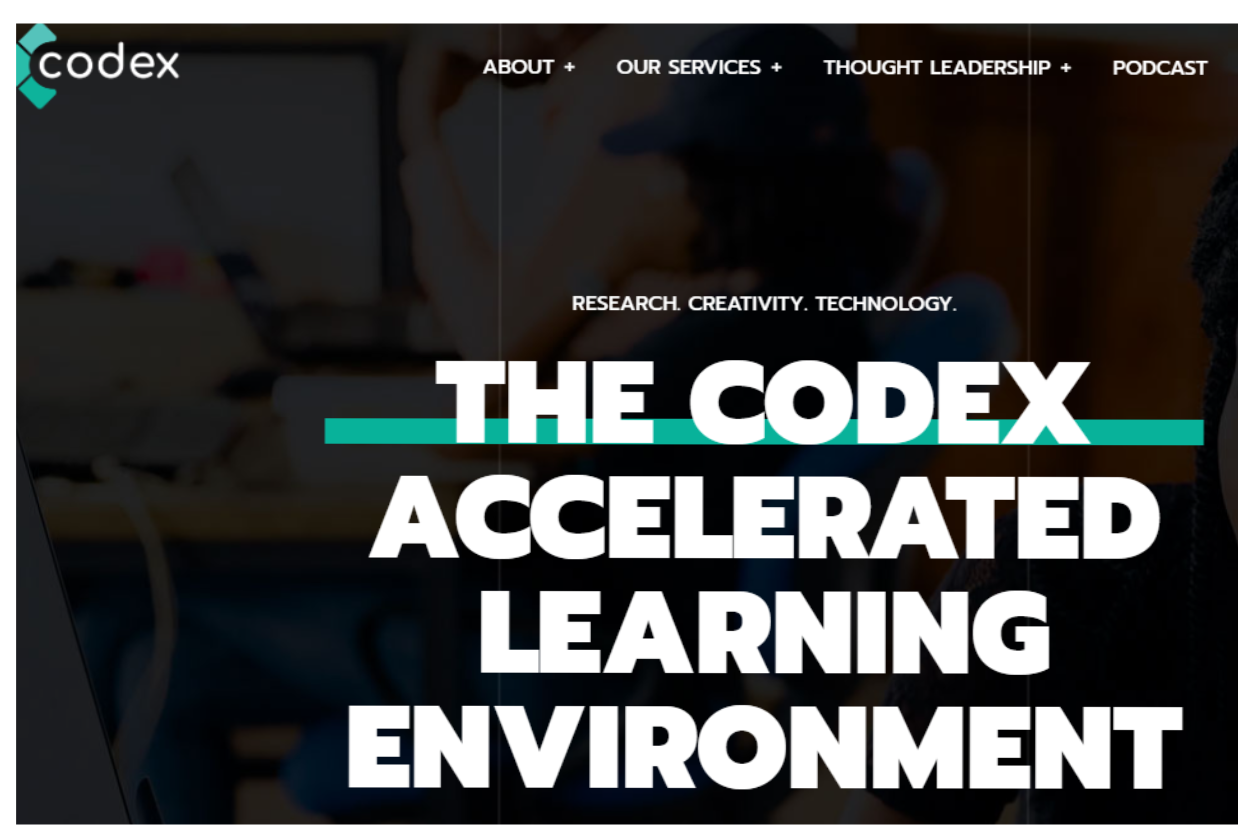 codex
ABOUT + OUR SERVICES + THOUGHT LEADERSHIP + PODCAST
RESEARCH. CREATIVITY. TECHNOLOGY.
THE CODEX
ACCELERATED
LEARNING
ENVIRONMENT